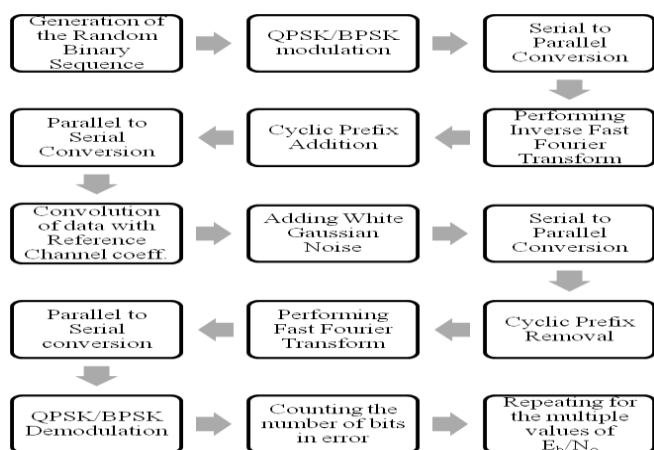 Generation of
the Random
Binary
Sequence
QPSK/BPSK
modulation
Serial to
Parallel
Conversion
Performing
Inverse Fast
Fourier
Transform
Cyclic Prefix
Addition
Parallel to
Serial
Conversion
Convolution
of data with
Reference
Channel coeff.
Adding White
Gaussian
Noise
Serial to
Parallel
Conversion
Cyclic Prefix
Removal
Performing
Fast Fourier
Transform
Parallel to
Serial
conversion
QPSK/BPSK
Demodulation
Counting the
number of bits
in error
Repeating for
the multiple
values of
E_b/N_o